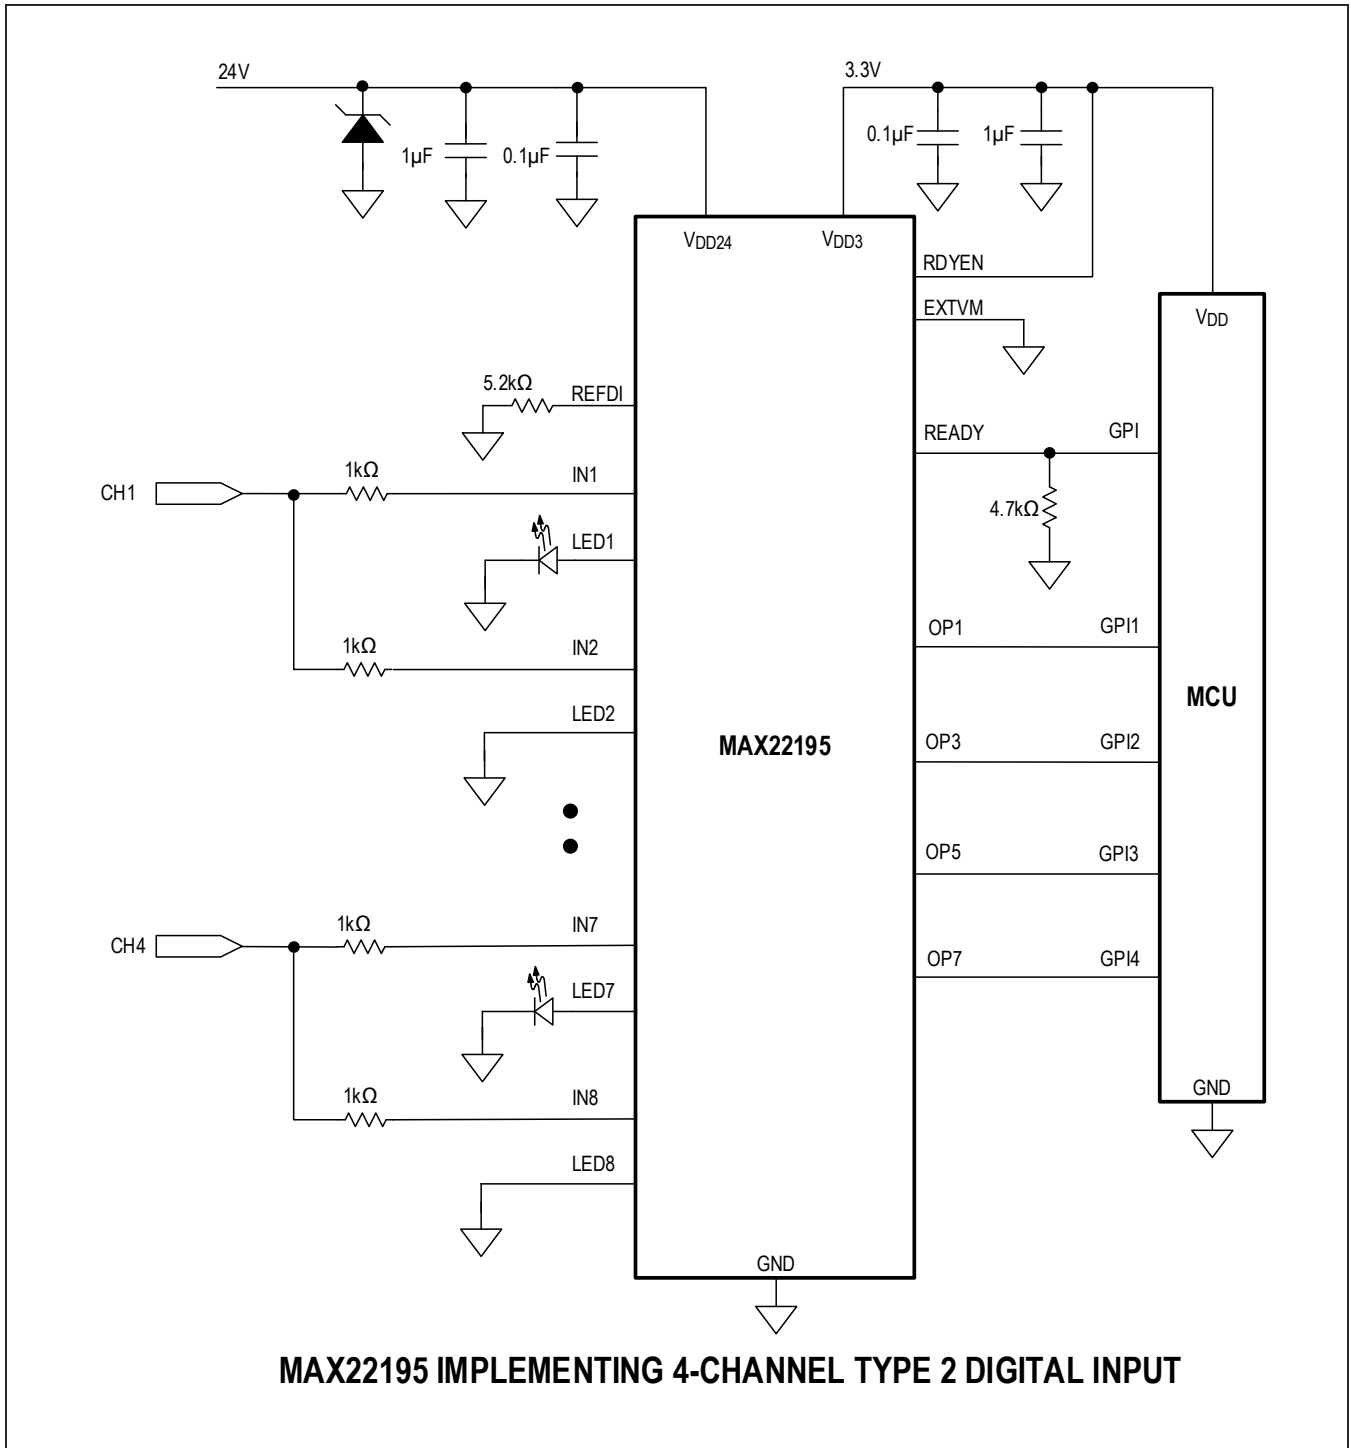 24V
3.3V
1µF
0.1µF
0.1µF
1µF
VDD24
VDD3
RDYEN
EXTVM
VDD
5.2kΩ
REFDI
READY
GPI
1kΩ
IN1
CH1
4.7kΩ
LED1
OP1
GPI1
1kΩ
IN2
MCU
LED2
MAX22195
OP3
GPI2
OP5
GPI3
1kΩ
IN7
CH4
OP7
GPI4
LED7
1kΩ
IN8
GND
LED8
GND
MAX22195 IMPLEMENTING 4-CHANNEL TYPE 2 DIGITAL INPUT